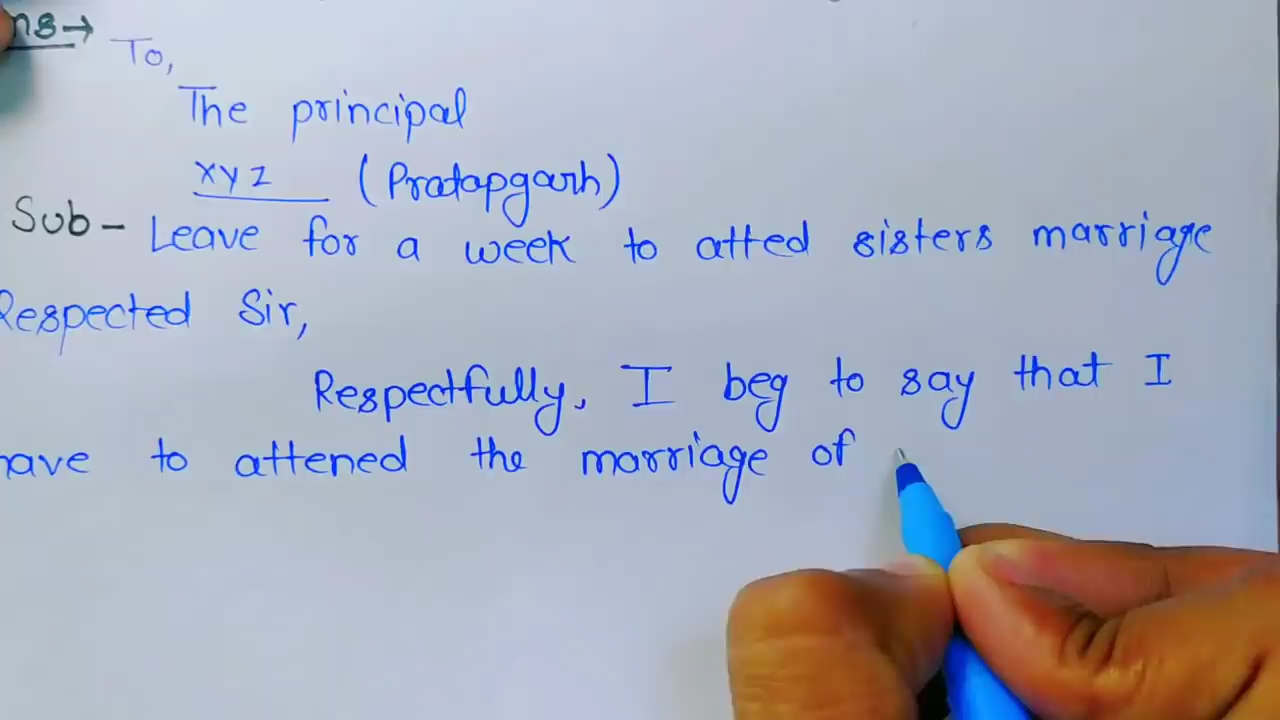 ns→
To,
The principal
xyz (Pratapgarh)
Sub- Leave for a week to atted sisters marriage
Respected Sir,
Respectfully, I beg to say that I
have to attened the marriage of